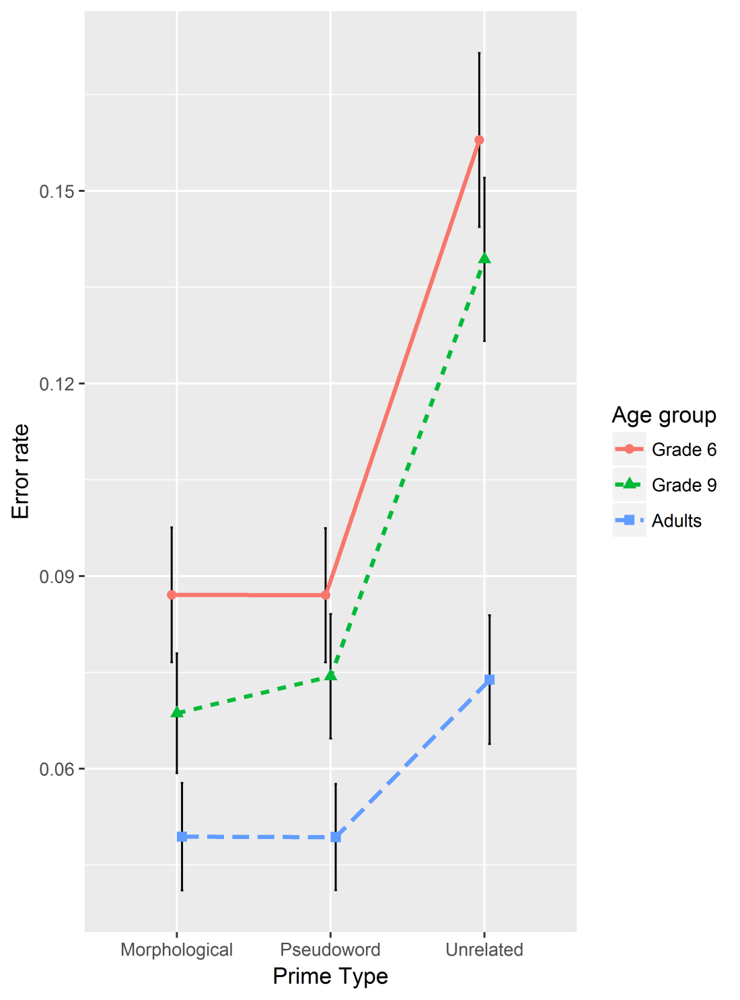 0.15
0.12
0.09
0.06
Error rate
Morphological
Pseudoword
Unrelated
Prime Type
Age group
Grade 6
Grade 9
Adults